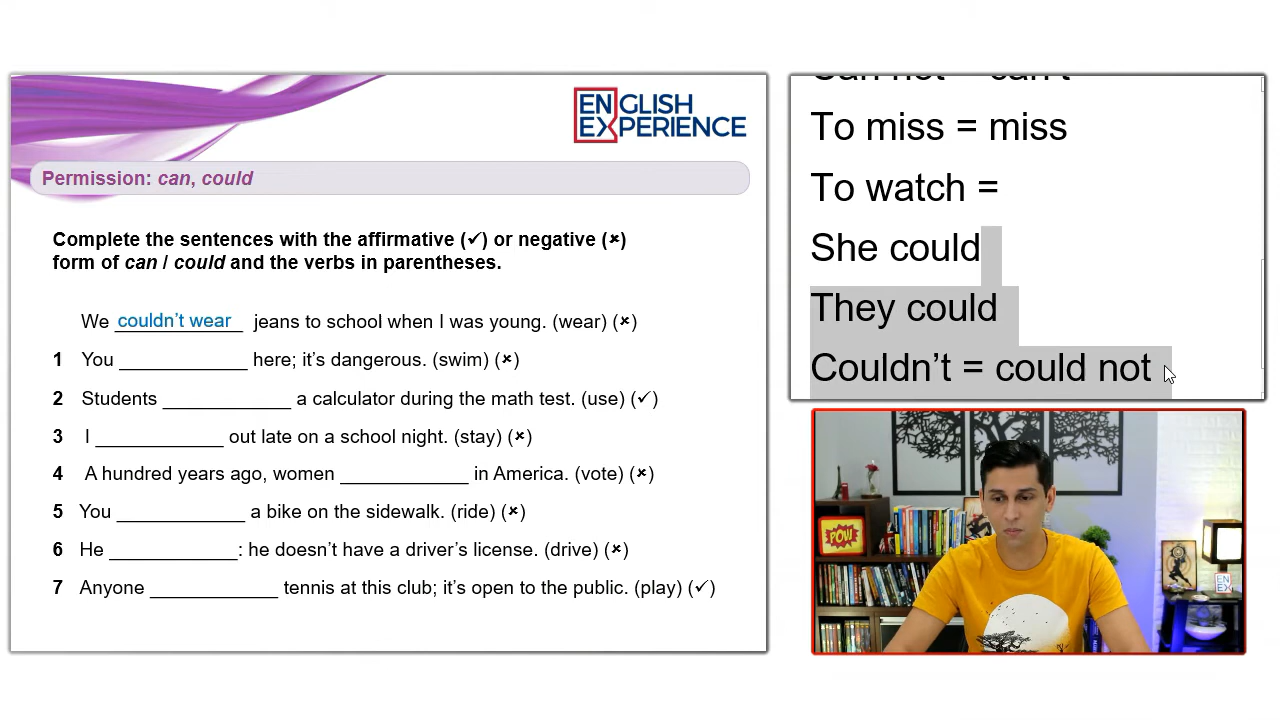 ENGLISH
EXPERIENCE
Permission: can, could
Complete the sentences with the affirmative (✓) or negative (×)
form of can / could and the verbs in parentheses.
We couldn't wear jeans to school when I was young. (wear) (×)
1 You ____________ here; it's dangerous. (swim) (×)
2 Students ____________ a calculator during the math test. (use) (✓)
3 I ____________ out late on a school night. (stay) (×)
4 A hundred years ago, women ____________ in America. (vote) (×)
5 You ____________ a bike on the sidewalk. (ride) (×)
6 He ____________: he doesn't have a driver's license. (drive) (×)
7 Anyone ____________ tennis at this club; it's open to the public. (play) (✓)
Can not = can't
To miss = miss
To watch =
She could
They could
Couldn't = could not
POW
EN
EX